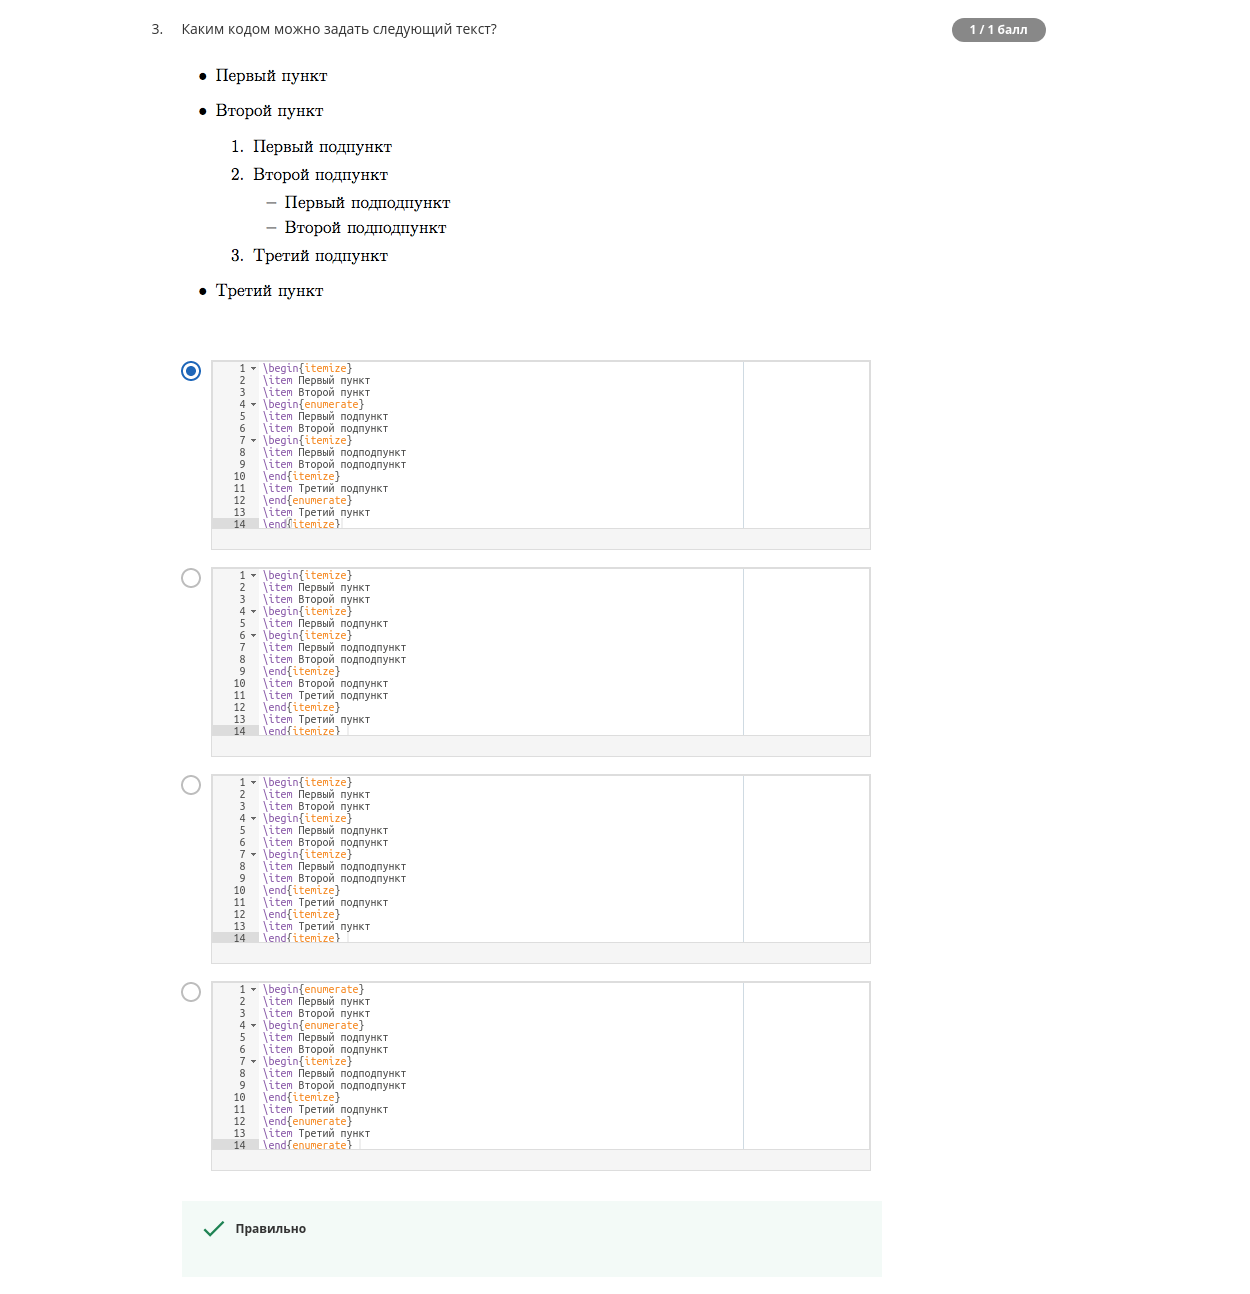 3. Каким кодом можно задать следующий текст?
1 / 1 балл
• Первый пункт
• Второй пункт
1. Первый подпункт
2. Второй подпункт
– Первый подподпункт
– Второй подподпункт
3. Третий подпункт
• Третий пункт
1 \begin{itemize}
2 \item Первый пункт
3 \item Второй пункт
4 \begin{enumerate}
5 \item Первый подпункт
6 \item Второй подпункт
7 \begin{itemize}
8 \item Первый подподпункт
9 \item Второй подподпункт
10 \end{itemize}
11 \item Третий подпункт
12 \end{enumerate}
13 \item Третий пункт
14 \end{itemize}
1 \begin{itemize}
2 \item Первый пункт
3 \item Второй пункт
4 \begin{itemize}
5 \item Первый подпункт
6 \begin{itemize}
7 \item Первый подподпункт
8 \item Второй подподпункт
9 \end{itemize}
10 \item Второй подпункт
11 \item Третий подпункт
12 \end{itemize}
13 \item Третий пункт
14 \end{itemize}
1 \begin{itemize}
2 \item Первый пункт
3 \item Второй пункт
4 \begin{itemize}
5 \item Первый подпункт
6 \item Второй подпункт
7 \begin{itemize}
8 \item Первый подподпункт
9 \item Второй подподпункт
10 \end{itemize}
11 \item Третий подпункт
12 \end{itemize}
13 \item Третий пункт
14 \end{itemize}
1 \begin{enumerate}
2 \item Первый пункт
3 \item Второй пункт
4 \begin{enumerate}
5 \item Первый подпункт
6 \item Второй подпункт
7 \begin{itemize}
8 \item Первый подподпункт
9 \item Второй подподпункт
10 \end{itemize}
11 \item Третий подпункт
12 \end{enumerate}
13 \item Третий пункт
14 \end{enumerate}
Правильно